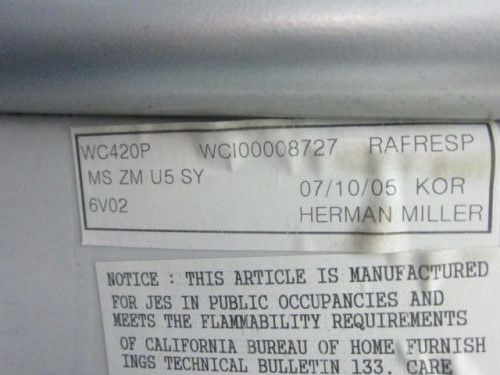 WC420P WCI00008727 RAFRESP
MS ZM U5 SY
07/10/05 KOR
6V02
HERMAN MILLER
NOTICE : THIS ARTICLE IS MANUFACTURED
FOR JES IN PUBLIC OCCUPANCIES AND
MEETS THE FLAMMABILITY REQUIREMENTS
OF CALIFORNIA BUREAU OF HOME FURNISH
INGS TECHNICAL BULLETIN 133. CARE